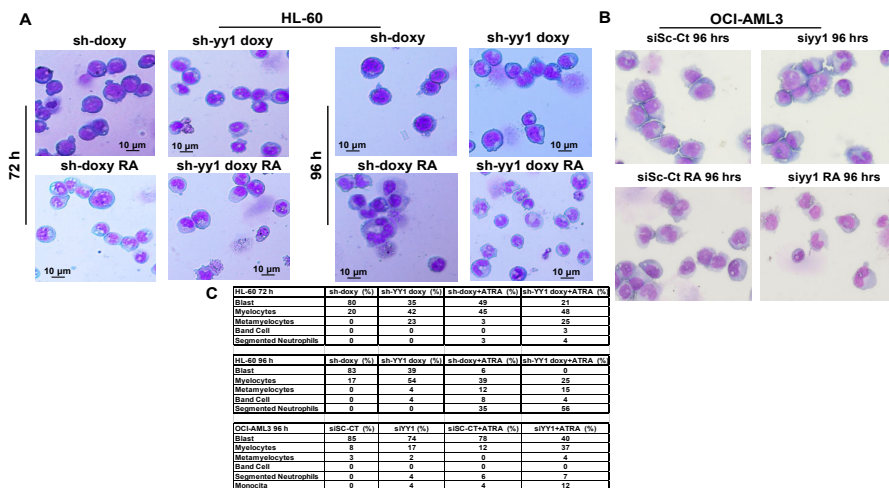 A
HL-60
sh-doxy
sh-yy1 doxy
sh-doxy
sh-yy1 doxy
72 h
96 h
10 µm
10 µm
10 µm
10 µm
sh-doxy RA
sh-yy1 doxy RA
sh-doxy RA
sh-yy1 doxy RA
10 µm
10 µm
10 µm
10 µm
B
OCI-AML3
siSc-Ct 96 hrs
siyy1 96 hrs
siSc-Ct RA 96 hrs
siyy1 RA 96 hrs
C
HL-60 72 h sh-doxy (%) sh-YY1 doxy (%) sh-doxy+ATRA (%) sh-YY1 doxy+ATRA (%)
Blast 80 35 49 21
Myelocytes 20 42 45 48
Metamyelocytes 0 23 3 25
Band Cell 0 0 0 3
Segmented Neutrophils 0 0 3 4
HL-60 96 h sh-doxy (%) sh-YY1 doxy (%) sh-doxy+ATRA (%) sh-YY1 doxy+ATRA (%)
Blast 83 39 6 0
Myelocytes 17 54 39 25
Metamyelocytes 0 4 12 15
Band Cell 0 4 8 4
Segmented Neutrophils 0 0 35 56
OCI-AML3 96 h siSC-CT (%) siYY1 (%) siSC-CT+ATRA (%) siYY1+ATRA (%)
Blast 85 74 78 40
Myelocytes 8 17 12 37
Metamyelocytes 3 2 0 4
Band Cell 0 0 0 0
Segmented Neutrophils 0 4 6 7
Monocita 0 4 4 12